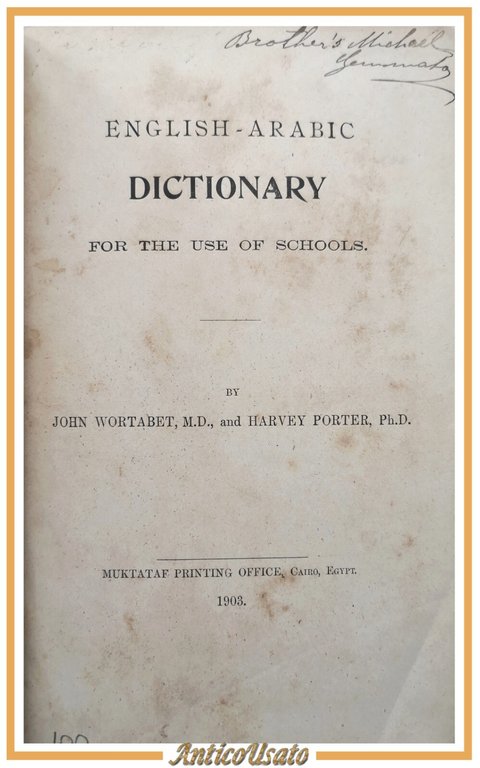 Brother's Michael
ENGLISH-ARABIC
DICTIONARY
FOR THE USE OF SCHOOLS.
BY
JOHN WORTABET, M.D., and HARVEY PORTER, Ph.D.
MUKTATAF PRINTING OFFICE, CAIRO, EGYPT.
1903.
100
AnticoUsato